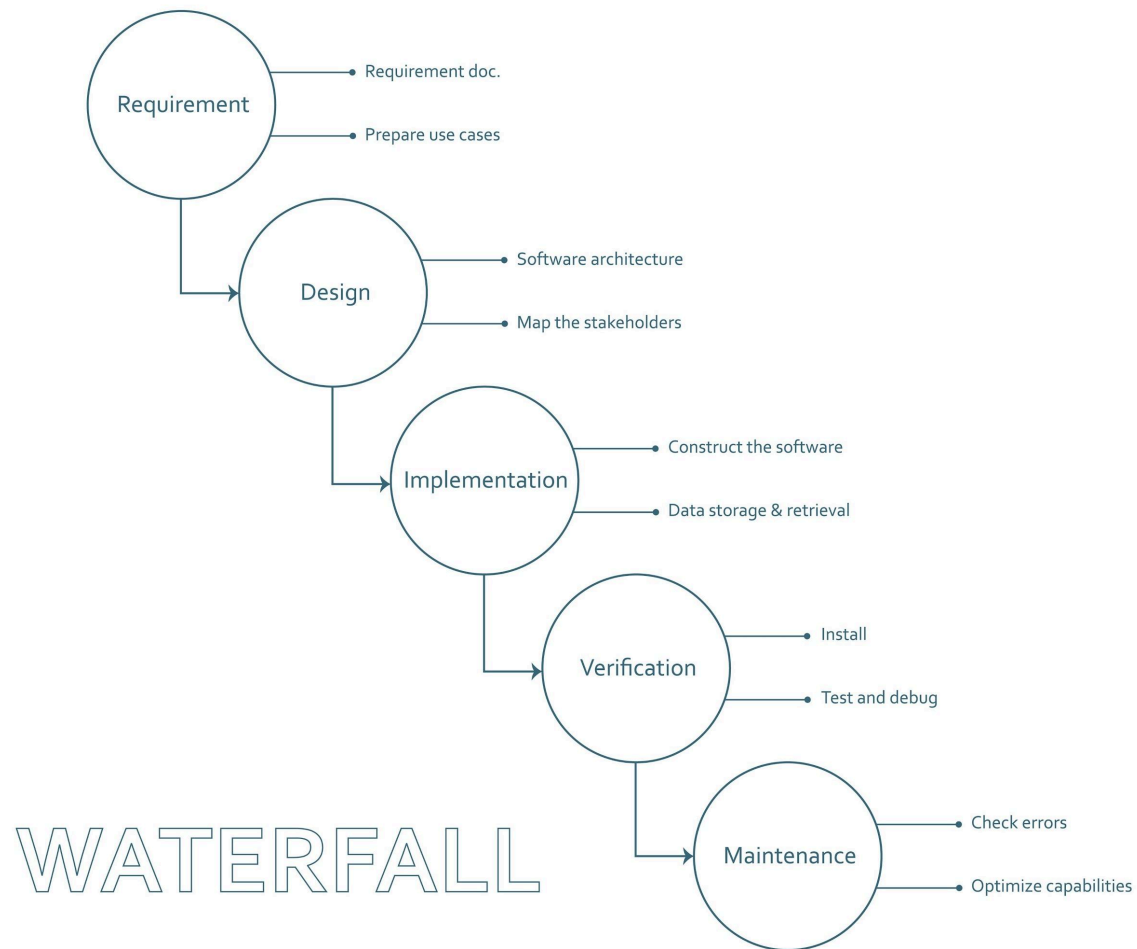 Requirement
Requirement doc.
Prepare use cases
Design
Software architecture
Map the stakeholders
Implementation
Construct the software
Data storage & retrieval
Verification
Install
Test and debug
Maintenance
Check errors
Optimize capabilities
WATERFALL